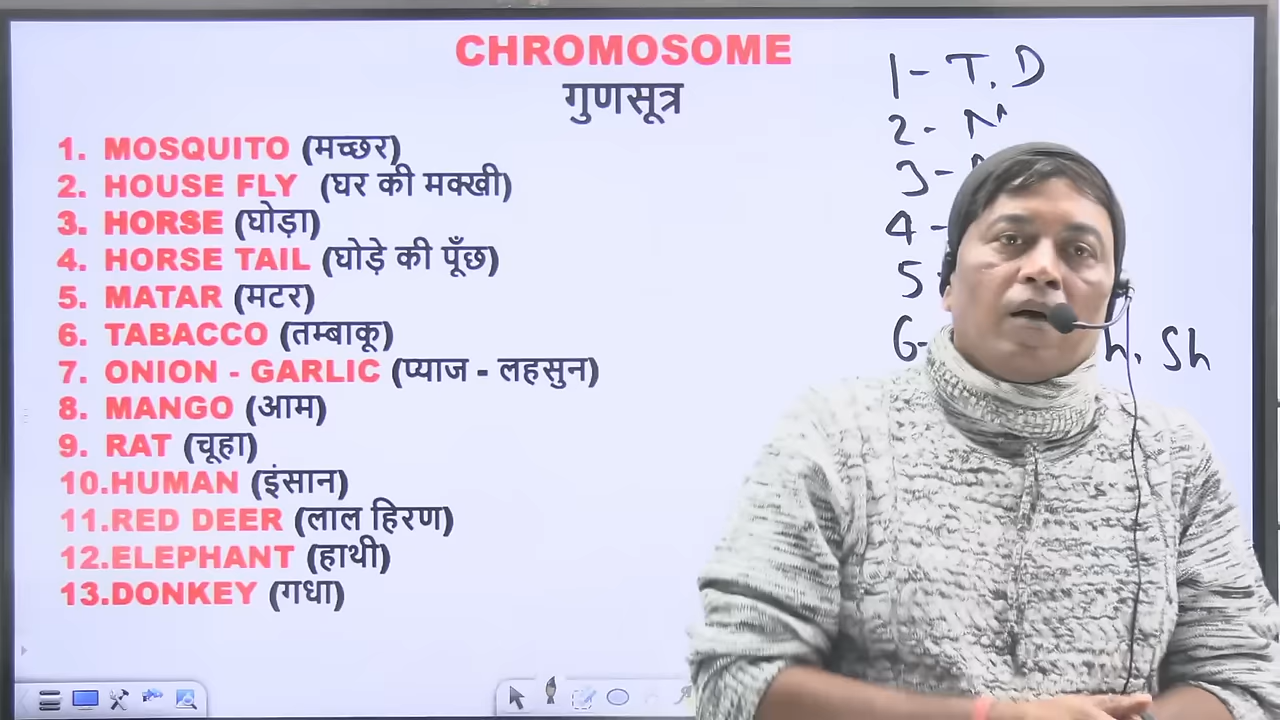 CHROMOSOME
गुणसूत्र
1. MOSQUITO (मच्छर)
2. HOUSE FLY (घर की मक्खी)
3. HORSE (घोड़ा)
4. HORSE TAIL (घोड़े की पूँछ)
5. MATAR (मटर)
6. TABACCO (तम्बाकू)
7. ONION - GARLIC (प्याज - लहसुन)
8. MANGO (आम)
9. RAT (चूहा)
10.HUMAN (इंसान)
11.RED DEER (लाल हिरण)
12.ELEPHANT (हाथी)
13.DONKEY (गधा)
1- T. D
2-
3-
4-
5
6- h. Sh